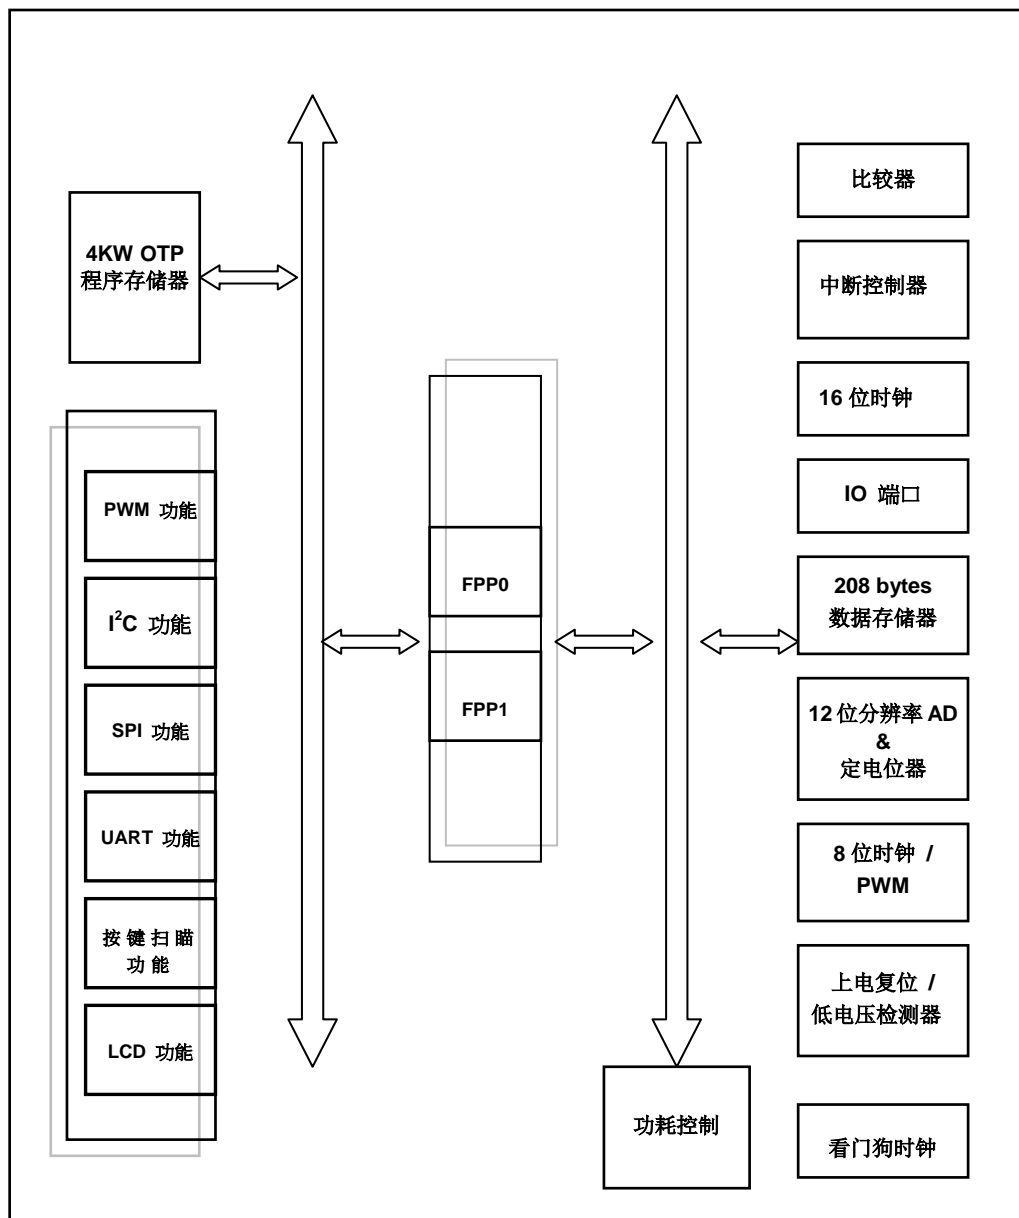 4KW OTP
程序存储器
PWM 功能
I²C 功能
SPI 功能
UART 功能
按键扫瞄
功能
LCD 功能
FPP0
FPP1
功耗控制
比较器
中断控制器
16 位时钟
IO 端口
208 bytes
数据存储器
12 位分辨率 AD
&
定电位器
8 位时钟 /
PWM
上电复位 /
低电压检测器
看门狗时钟